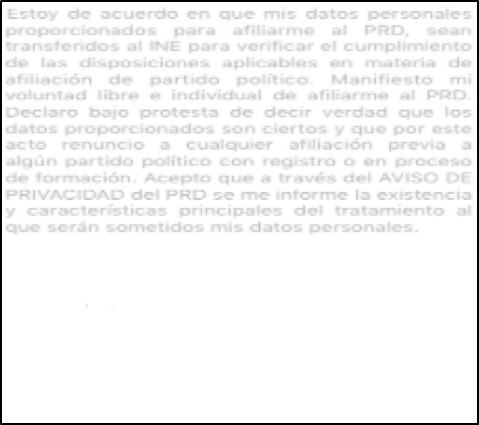 Estoy de acuerdo en que mis datos personales
proporcionados para afiliarme al PRD, sean
transferidos al INE para verificar el cumplimiento
de las disposiciones aplicables en materia de
afiliación de partido político. Manifiesto mi
voluntad libre e individual de afiliarme al PRD.
Declaro bajo protesta de decir verdad que los
datos proporcionados son ciertos y que por este
acto renuncio a cualquier afiliación previa a
algún partido político con registro o en proceso
de formación. Acepto que a través del AVISO DE
PRIVACIDAD del PRD se me informe la existencia
y características principales del tratamiento al
que serán sometidos mis datos personales.